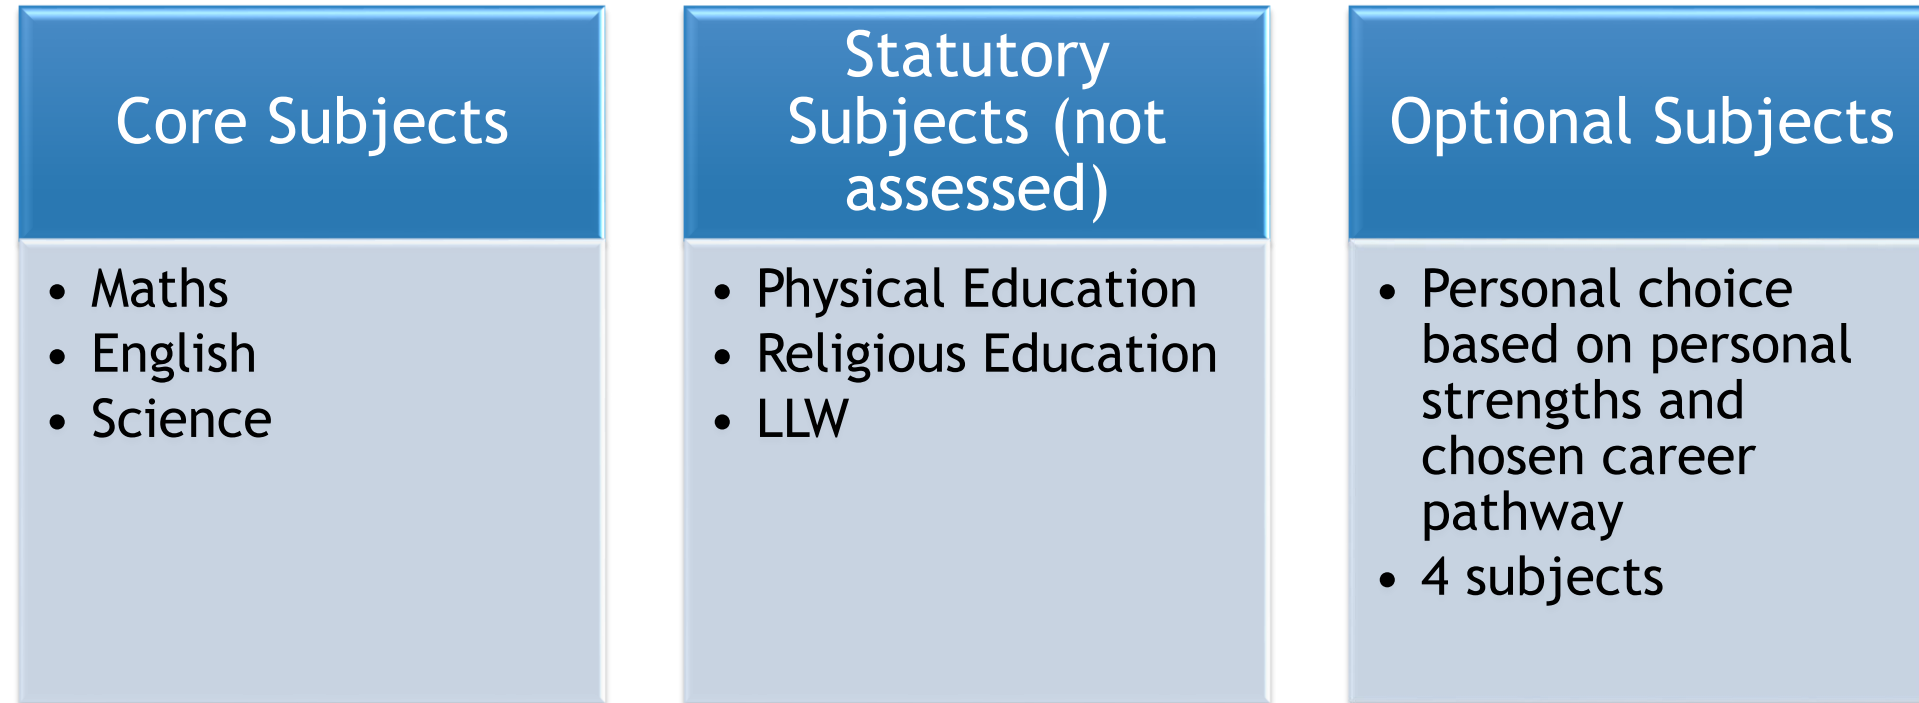 Core Subjects
• Maths
• English
• Science
Statutory
Subjects (not
assessed)
• Physical Education
• Religious Education
• LLW
Optional Subjects
• Personal choice
based on personal
strengths and
chosen career
pathway
• 4 subjects